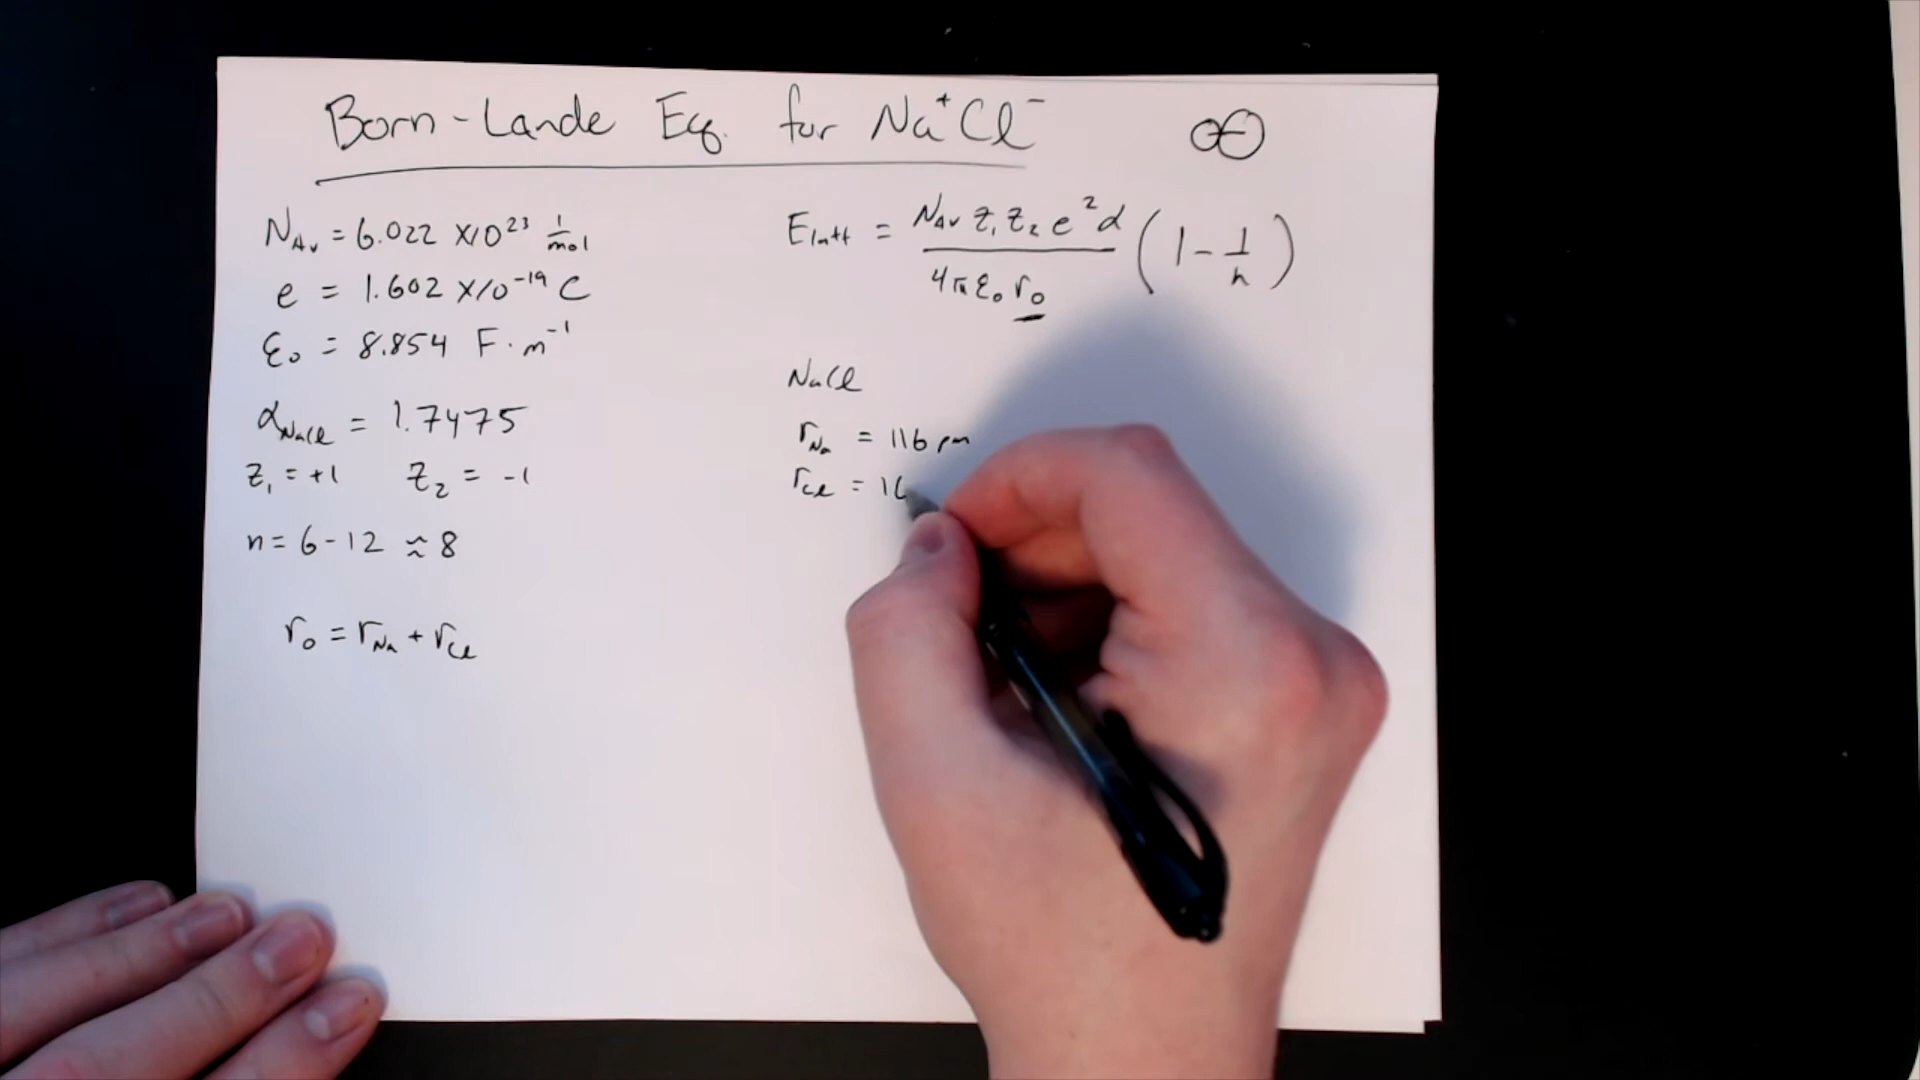 Born-Lande Eq. for Na⁺Cl⁻
N_Av = 6.022 x10²³ 1/mol
e = 1.602 x10⁻¹⁹ C
ε₀ = 8.854 F·m⁻¹
α_NaCl = 1.7475
Z₁ = +1 Z₂ = -1
n = 6-12 ≈ 8
r₀ = r_Na + r_Cl
+ -
E_latt = N_Av Z₁ Z₂ e² α / 4π ε₀ r₀ (1 - 1/n)
NaCl
r_Na = 116 pm
r_Cl = 16